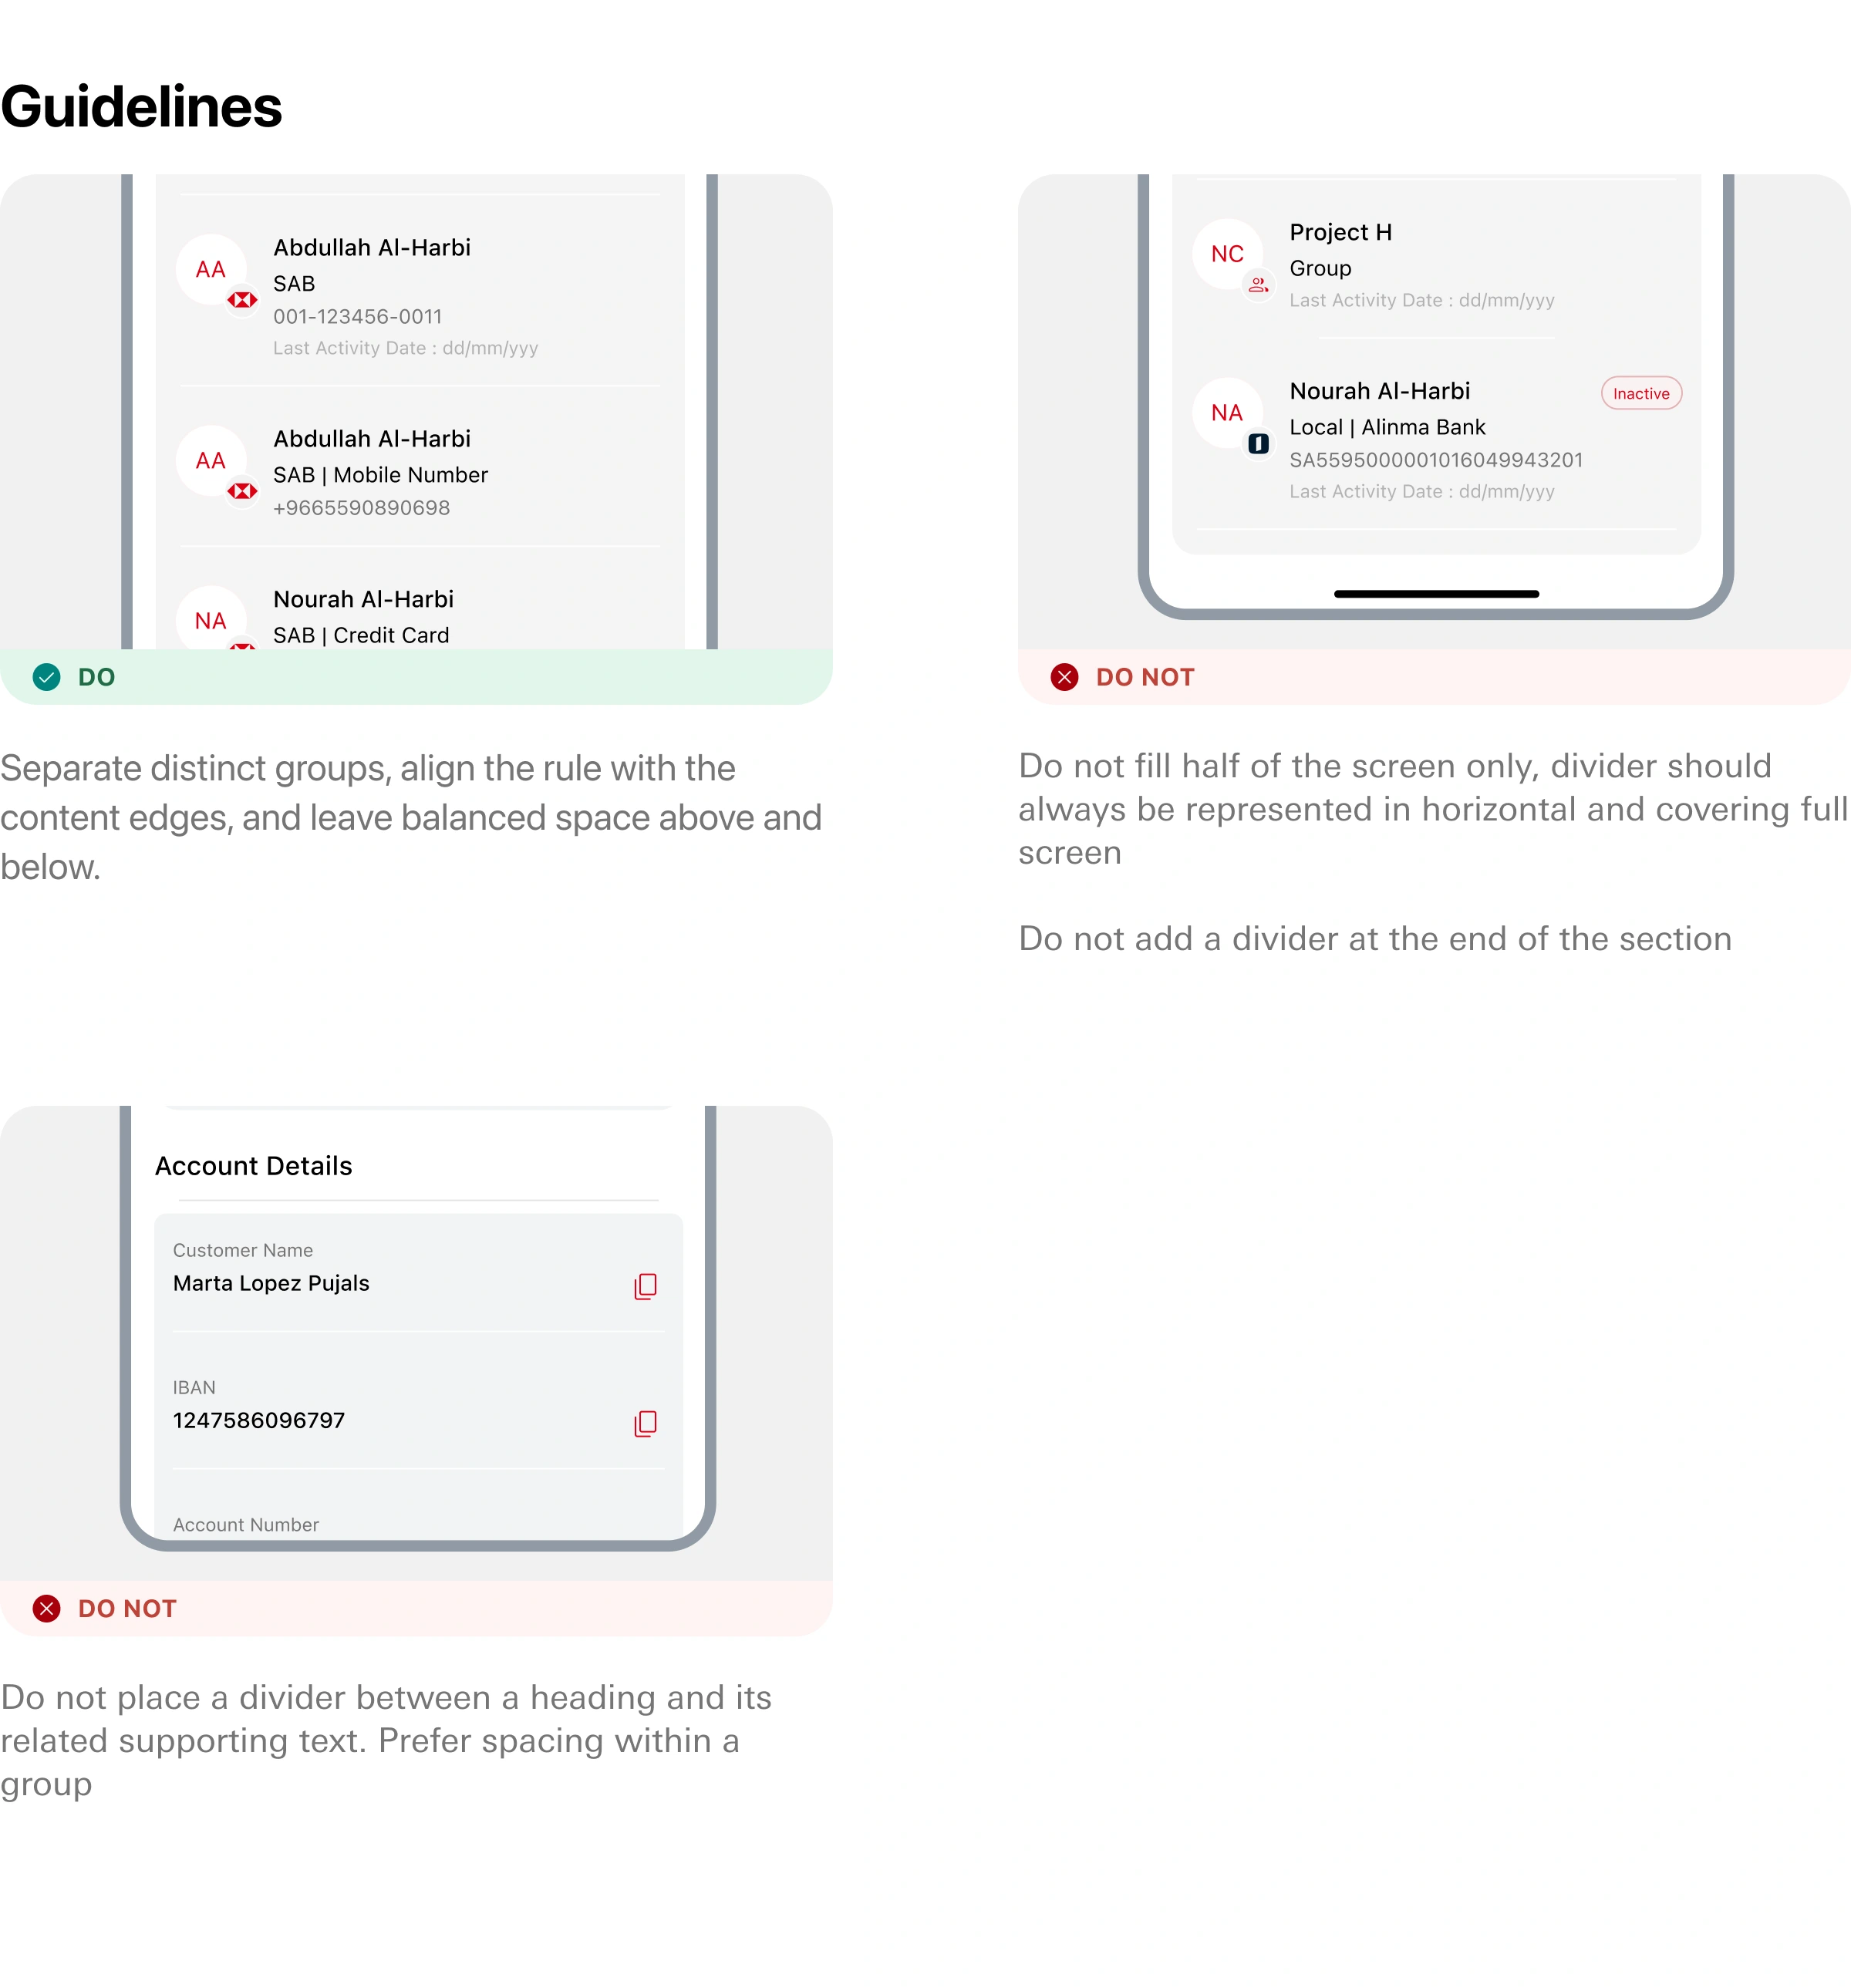 Guidelines
AA
Abdullah Al-Harbi
SAB
001-123456-0011
Last Activity Date : dd/mm/yyy
AA
Abdullah Al-Harbi
SAB | Mobile Number
+9665590890698
NA
Nourah Al-Harbi
SAB | Credit Card
DO
Separate distinct groups, align the rule with the
content edges, and leave balanced space above and
below.
NC
Project H
Group
Last Activity Date : dd/mm/yyy
NA
Nourah Al-Harbi
Inactive
Local | Alinma Bank
SA5595000001016049943201
Last Activity Date : dd/mm/yyy
DO NOT
Do not fill half of the screen only, divider should
always be represented in horizontal and covering full
screen
Do not add a divider at the end of the section
Account Details
Customer Name
Marta Lopez Pujals
IBAN
1247586096797
Account Number
DO NOT
Do not place a divider between a heading and its
related supporting text. Prefer spacing within a
group